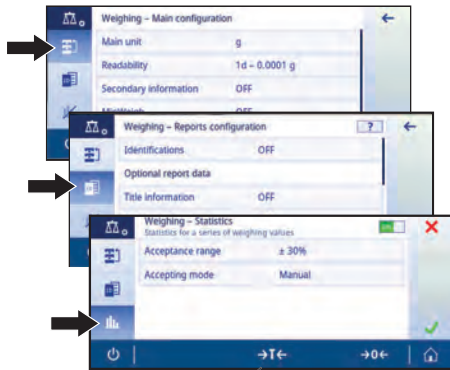 Weighing – Main configuration
Main unit g
Readability 1d – 0.0001 g
Secondary information OFF
MinWeigh OFF
Weighing – Reports configuration ?
Identifications OFF
Optional report data
Title information OFF
Weighing – Statistics
Statistics for a series of weighing values
Acceptance range ± 30%
Accepting mode Manual
→T←
→0←